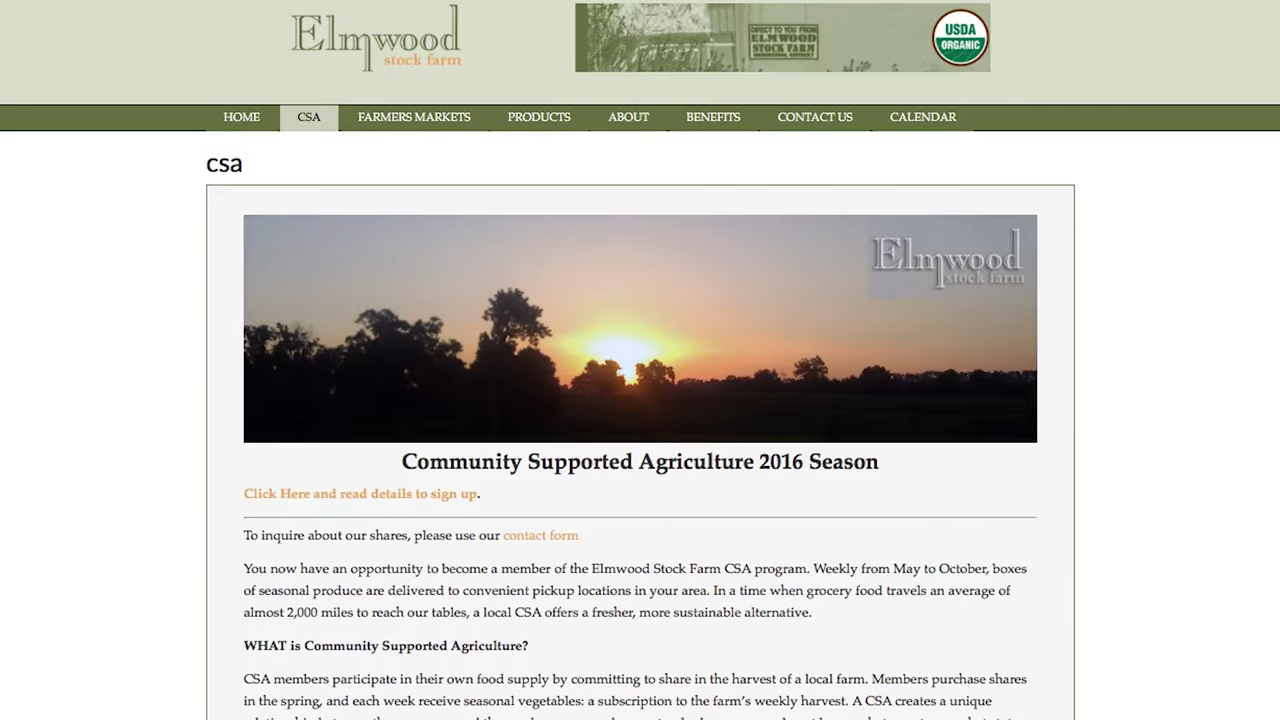 Elmwood
stock farm
DIRECT TO YOU FROM
ELMWOOD
STOCK FARM
USDA
ORGANIC
HOME CSA FARMERS MARKETS PRODUCTS ABOUT BENEFITS CONTACT US CALENDAR
csa
Elmwood
stock farm
Community Supported Agriculture 2016 Season
Click Here and read details to sign up.
To inquire about our shares, please use our contact form
You now have an opportunity to become a member of the Elmwood Stock Farm CSA program. Weekly from May to October, boxes
of seasonal produce are delivered to convenient pickup locations in your area. In a time when grocery food travels an average of
almost 2,000 miles to reach our tables, a local CSA offers a fresher, more sustainable alternative.
WHAT is Community Supported Agriculture?
CSA members participate in their own food supply by committing to share in the harvest of a local farm. Members purchase shares
in the spring, and each week receive seasonal vegetables: a subscription to the farm's weekly harvest. A CSA creates a unique